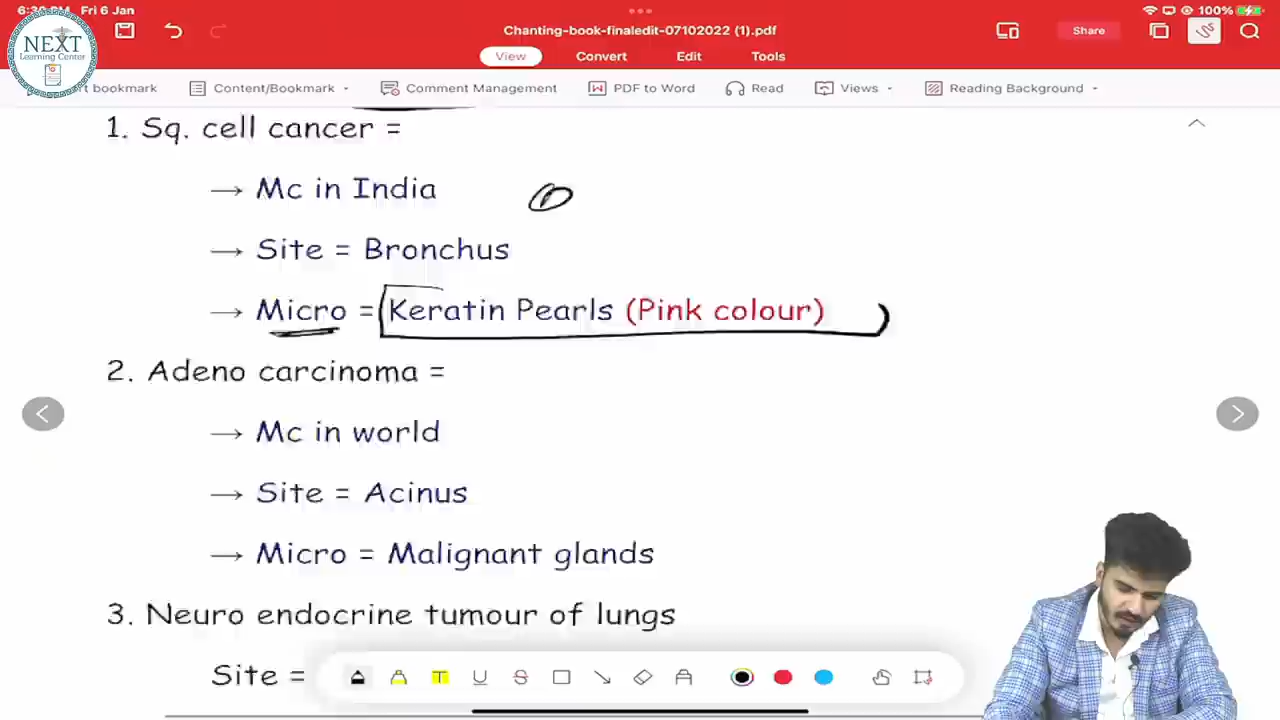 Fri 6 Jan
100%
NEXT
Learning Center
Chanting-book-finaledit-07102022 (1).pdf
Share
View
Convert
Edit
Tools
bookmark
Content/Bookmark
Comment Management
PDF to Word
Read
Views
Reading Background
1. Sq. cell cancer =
→ Mc in India
→ Site = Bronchus
→ Micro = Keratin Pearls (Pink colour)
2. Adeno carcinoma =
→ Mc in world
→ Site = Acinus
→ Micro = Malignant glands
3. Neuro endocrine tumour of lungs
Site =